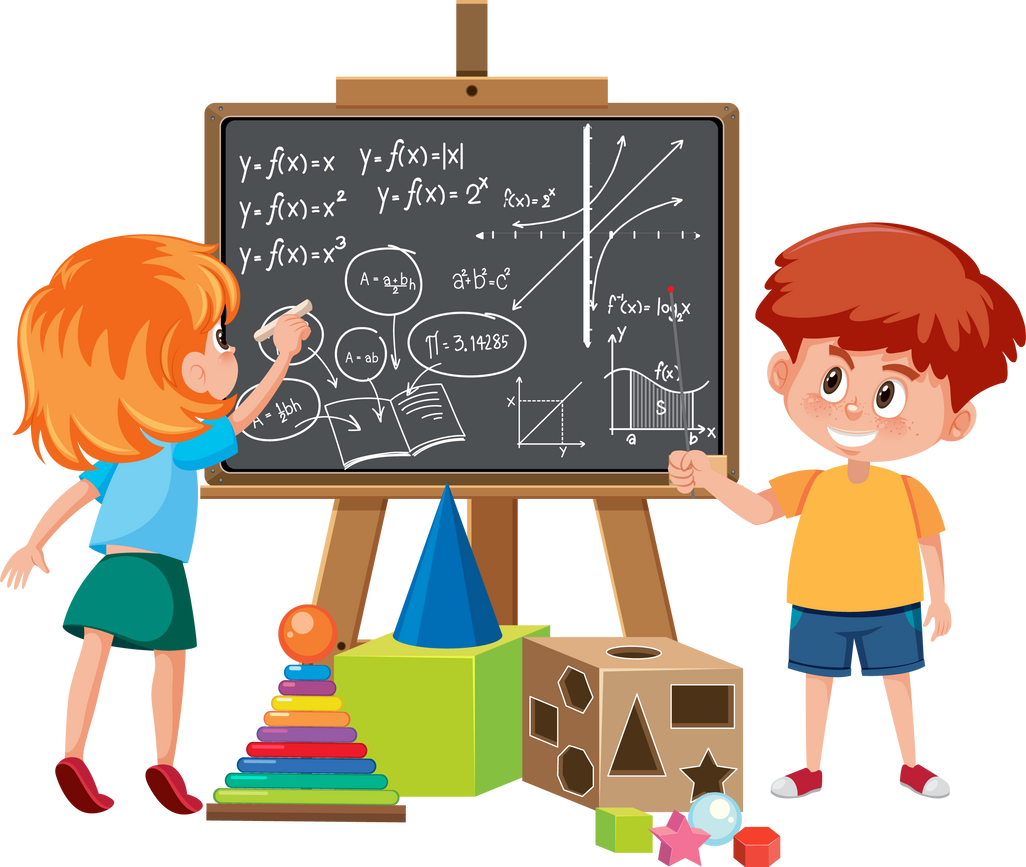 y = f(x) = x
y = f(x) = |x|
y = f(x) = x²
y = f(x) = 2ˣ
f(x) = 2ˣ
y = f(x) = x³
A = a+b/2 h
a²+b²=c²
f⁻¹(x) = log₂x
∏ = 3,14285
A = ab
A = ½bh
y
f(x)
S
a
b
x
x
y